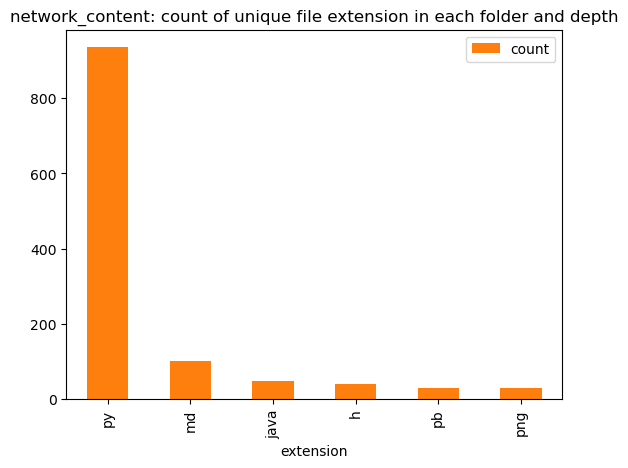 network_content: count of unique file extension in each folder and depth
count
800
600
400
200
0
py
md
java
h
pb
png
extension